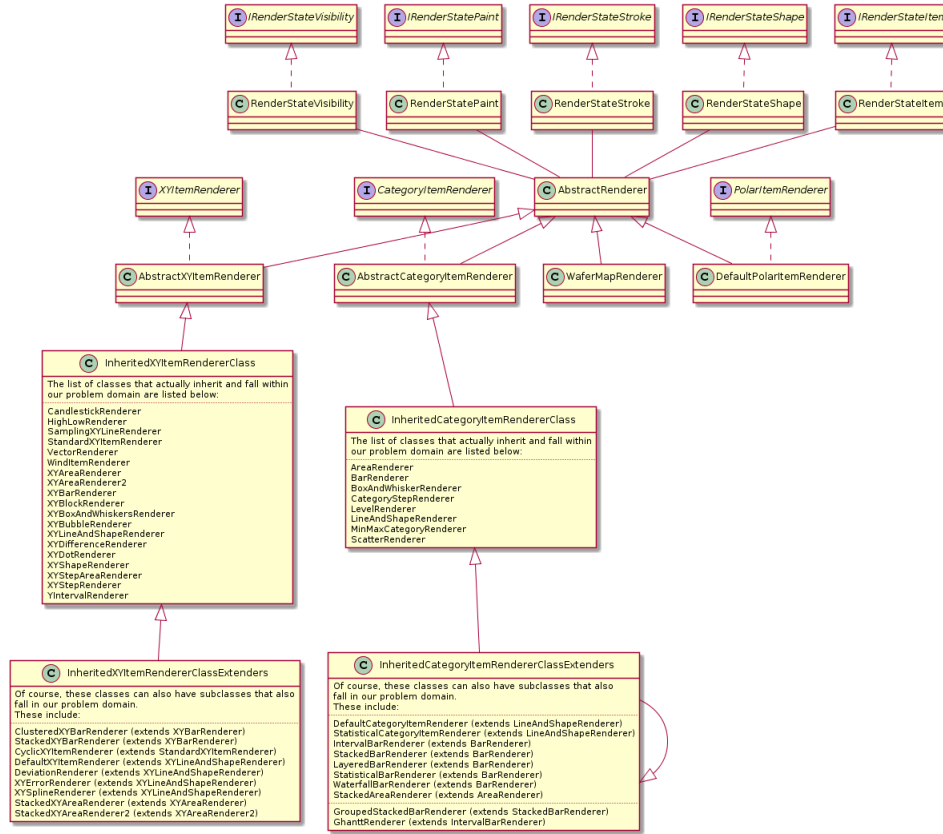 I IRenderStateVisibility
I IRenderStatePaint
I IRenderStateStroke
I IRenderStateShape
I IRenderStateItem
C RenderStateVisibility
C RenderStatePaint
C RenderStateStroke
C RenderStateShape
C RenderStateItem
I XYItemRenderer
I CategoryItemRenderer
C AbstractRenderer
I PolarItemRenderer
C AbstractXYItemRenderer
C AbstractCategoryItemRenderer
C WaferMapRenderer
C DefaultPolarItemRenderer
C InheritedXYItemRendererClass
The list of classes that actually inherit and fall within
our problem domain are listed below:
CandlestickRenderer
HighLowRenderer
SamplingXYLineRenderer
StandardXYItemRenderer
VectorRenderer
WindItemRenderer
XYAreaRenderer
XYAreaRenderer2
XYBarRenderer
XYBlockRenderer
XYBoxAndWhiskersRenderer
XYBubbleRenderer
XYLineAndShapeRenderer
XYDifferenceRenderer
XYDotRenderer
XYShapeRenderer
XYStepAreaRenderer
XYStepRenderer
YIntervalRenderer
C InheritedCategoryItemRendererClass
The list of classes that actually inherit and fall within
our problem domain are listed below:
AreaRenderer
BarRenderer
BoxAndWhiskerRenderer
CategoryStepRenderer
LevelRenderer
LineAndShapeRenderer
MinMaxCategoryRenderer
ScatterRenderer
C InheritedXYItemRendererClassExtenders
Of course, these classes can also have subclasses that also
fall in our problem domain.
These include:
ClusteredXYBarRenderer (extends XYBarRenderer)
StackedXYBarRenderer (extends XYBarRenderer)
CyclicXYItemRenderer (extends StandardXYItemRenderer)
DefaultXYItemRenderer (extends XYLineAndShapeRenderer)
DeviationRenderer (extends XYLineAndShapeRenderer)
XYErrorRenderer (extends XYLineAndShapeRenderer)
XYSplineRenderer (extends XYLineAndShapeRenderer)
StackedXYAreaRenderer (extends XYAreaRenderer)
StackedXYAreaRenderer2 (extends XYAreaRenderer2)
C InheritedCategoryItemRendererClassExtenders
Of course, these classes can also have subclasses that also
fall in our problem domain.
These include:
DefaultCategoryItemRenderer (extends LineAndShapeRenderer)
StatisticalCategoryItemRenderer (extends LineAndShapeRenderer)
IntervalBarRenderer (extends BarRenderer)
StackedBarRenderer (extends BarRenderer)
LayeredBarRenderer (extends BarRenderer)
StatisticalBarRenderer (extends BarRenderer)
WaterfallBarRenderer (extends BarRenderer)
StackedAreaRenderer (extends AreaRenderer)
GroupedStackedBarRenderer (extends StackedBarRenderer)
GhanttRenderer (extends IntervalBarRenderer)